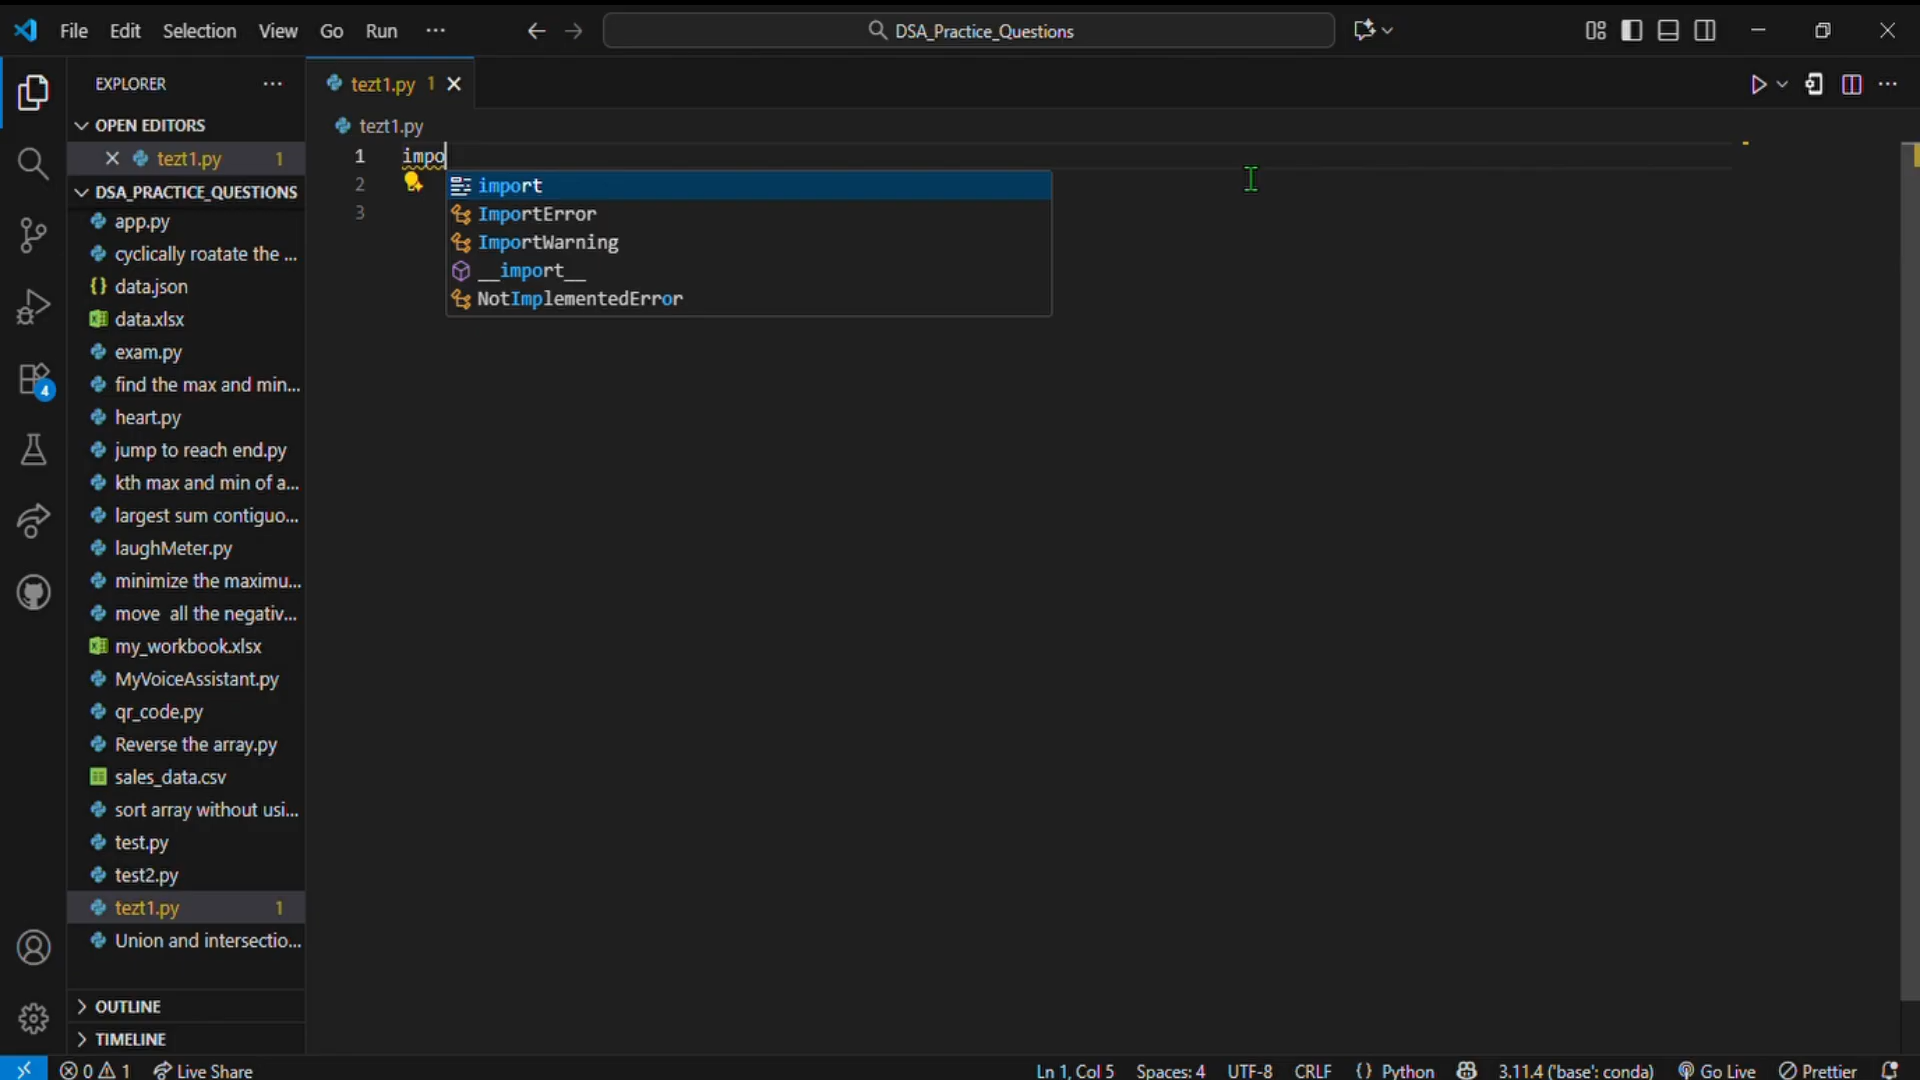 File Edit Selection View Go Run ··· DSA_Practice_Questions
EXPLORER ···
OPEN EDITORS
tezt1.py 1
DSA_PRACTICE_QUESTIONS
app.py
cyclically roatate the ...
data.json
data.xlsx
exam.py
find the max and min...
heart.py
jump to reach end.py
kth max and min of a...
largest sum contiguo...
laughMeter.py
minimize the maximu...
move all the negativ...
my_workbook.xlsx
MyVoiceAssistant.py
qr_code.py
Reverse the array.py
sales_data.csv
sort array without usi...
test.py
test2.py
tezt1.py 1
Union and intersectio...
OUTLINE
TIMELINE
4
tezt1.py 1
tezt1.py
1 impo
2
3
import
ImportError
ImportWarning
__import__
NotImplementedError
0 1 Live Share Ln 1, Col 5 Spaces: 4 UTF-8 CRLF {} Python 3.11.4 ('base': conda) Go Live Prettier